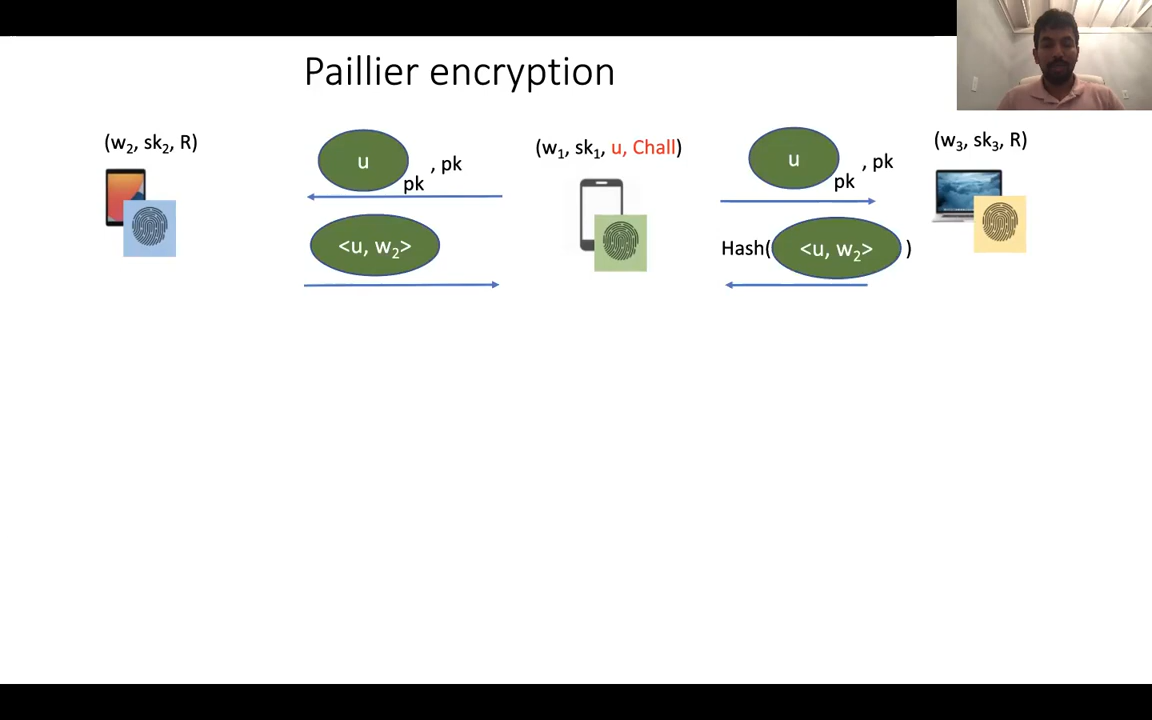 Paillier encryption
(w₂, sk₂, R)
u
pk
, pk
<u, w₂>
(w₁, sk₁, u, Chall)
u
pk
, pk
Hash( <u, w₂> )
(w₃, sk₃, R)